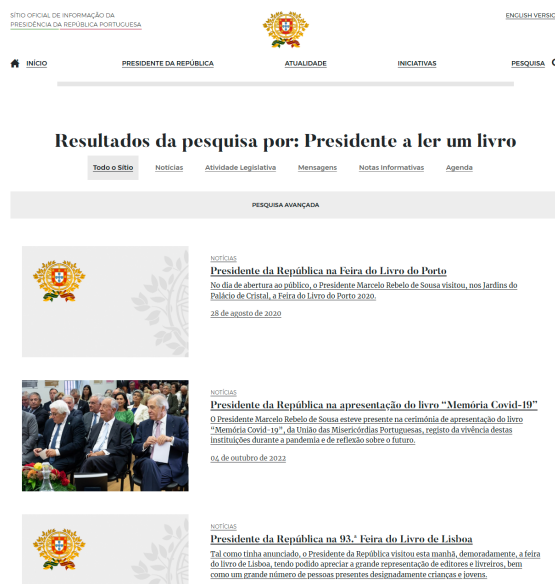 SÍTIO OFICIAL DE INFORMAÇÃO DA
PRESIDÊNCIA DA REPÚBLICA PORTUGUESA
ENGLISH VERSIO
INÍCIO
PRESIDENTE DA REPÚBLICA
ATUALIDADE
INICIATIVAS
PESQUISA
Resultados da pesquisa por: Presidente a ler um livro
Todo o Sítio
Notícias
Atividade Legislativa
Mensagens
Notas Informativas
Agenda
PESQUISA AVANÇADA
NOTÍCIAS
Presidente da República na Feira do Livro do Porto
No dia de abertura ao público, o Presidente Marcelo Rebelo de Sousa visitou, nos Jardins do
Palácio de Cristal, a Feira do Livro do Porto 2020.
28 de agosto de 2020
NOTÍCIAS
Presidente da República na apresentação do livro “Memória Covid-19”
O Presidente Marcelo Rebelo de Sousa esteve presente na cerimónia de apresentação do livro
“Memória Covid-19”, da União das Misericórdias Portuguesas, registo da vivência destas
instituições durante a pandemia e de reflexão sobre o futuro.
04 de outubro de 2022
NOTÍCIAS
Presidente da República na 93.ª Feira do Livro de Lisboa
Tal como tinha anunciado, o Presidente da República visitou esta manhã, demoradamente, a feira
do livro de Lisboa, tendo podido apreciar a grande representação de editores e livreiros, bem
como um grande número de pessoas presentes designadamente crianças e jovens.